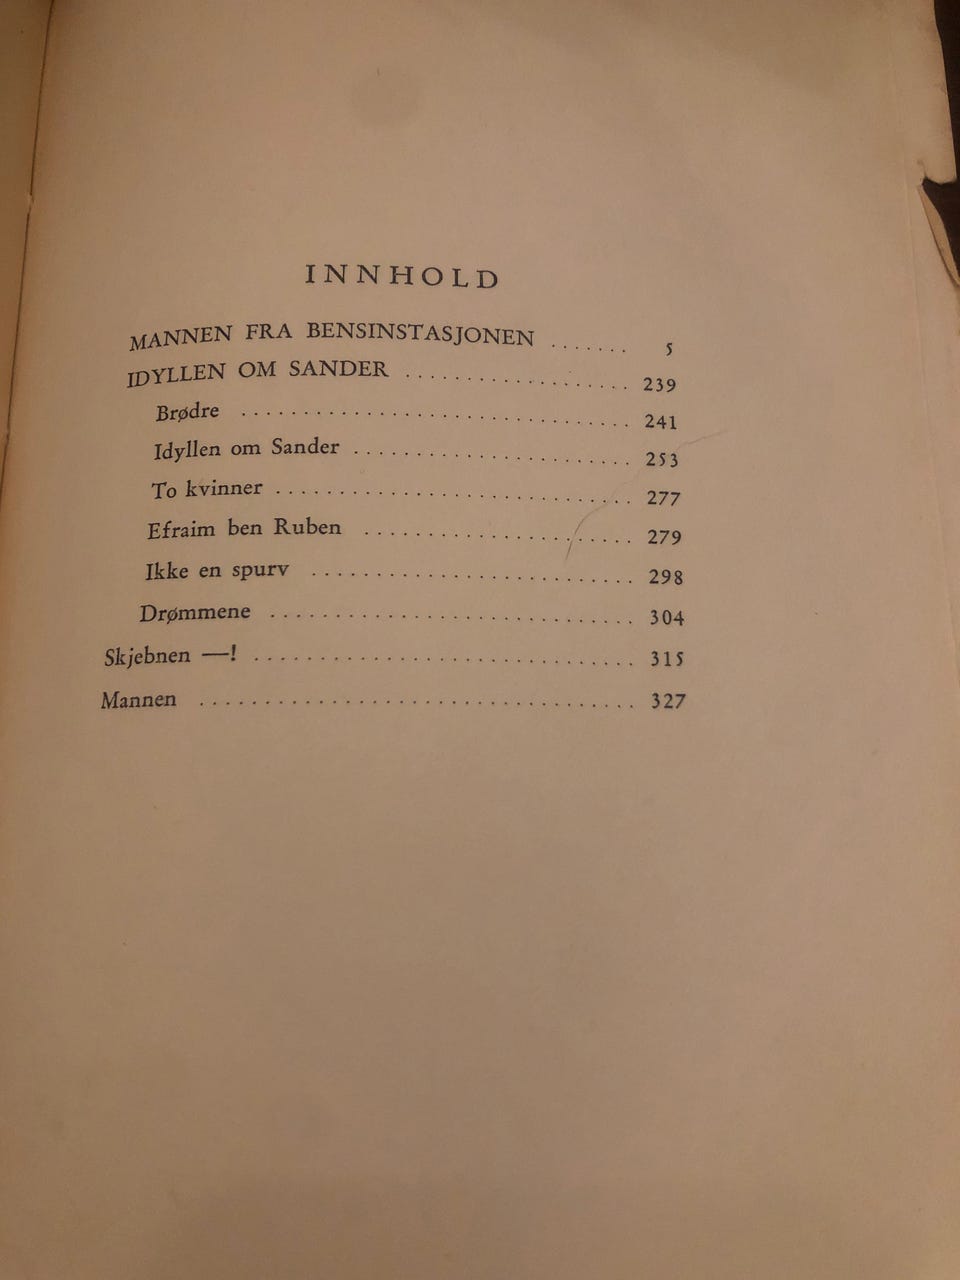 INNHOLD
MANNEN FRA BENSINSTASJONEN ....... 5
IDYLLEN OM SANDER .................. 239
Brødre ............................... 241
Idyllen om Sander ...................... 253
To kvinner ............................ 277
Efraim ben Ruben ..................... 279
Ikke en spurv ......................... 298
Drømmene ............................ 304
Skjebnen —! .............................. 315
Mannen .................................. 327